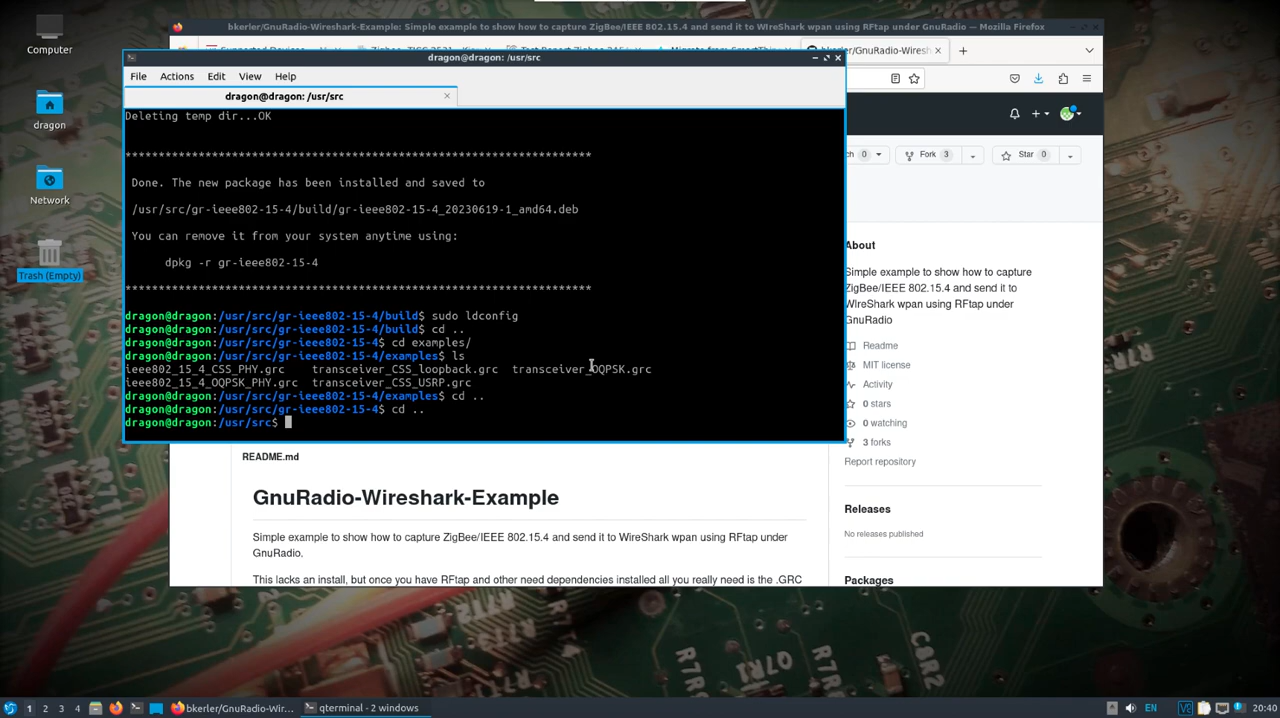 bkerler/GnuRadio-Wireshark-Example: Simple example to show how to capture ZigBee/IEEE 802.15.4 and send it to WIreShark wpan using RFtap under GnuRadio — Mozilla Firefox
Computer
dragon
Network
Trash (Empty)
dragon@dragon: /usr/src
File Actions Edit View Help
dragon@dragon: /usr/src
Deleting temp dir...OK
**********************************************************************
Done. The new package has been installed and saved to
/usr/src/gr-ieee802-15-4/build/gr-ieee802-15-4_20230619-1_amd64.deb
You can remove it from your system anytime using:
dpkg -r gr-ieee802-15-4
**********************************************************************
dragon@dragon:/usr/src/gr-ieee802-15-4/build$ sudo ldconfig
dragon@dragon:/usr/src/gr-ieee802-15-4/build$ cd ..
dragon@dragon:/usr/src/gr-ieee802-15-4$ cd examples/
dragon@dragon:/usr/src/gr-ieee802-15-4/examples$ ls
ieee802_15_4_CSS_PHY.grc transceiver_CSS_loopback.grc transceiver_OQPSK.grc
ieee802_15_4_OQPSK_PHY.grc transceiver_CSS_USRP.grc
dragon@dragon:/usr/src/gr-ieee802-15-4/examples$ cd ..
dragon@dragon:/usr/src/gr-ieee802-15-4$ cd ..
dragon@dragon:/usr/src$
ch 0
Fork 3
Star 0
About
Simple example to show how to capture
ZigBee/IEEE 802.15.4 and send it to
WIreShark wpan using RFtap under
GnuRadio
Readme
MIT license
Activity
0 stars
0 watching
3 forks
Report repository
Releases
No releases published
Packages
README.md
GnuRadio-Wireshark-Example
Simple example to show how to capture ZigBee/IEEE 802.15.4 and send it to WireShark wpan using RFtap under
GnuRadio.
This lacks an install, but once you have RFtap and other need dependencies installed all you really need is the .GRC
1 2 3 4
bkerler/GnuRadio-Wir...
qterminal - 2 windows
EN
20:40